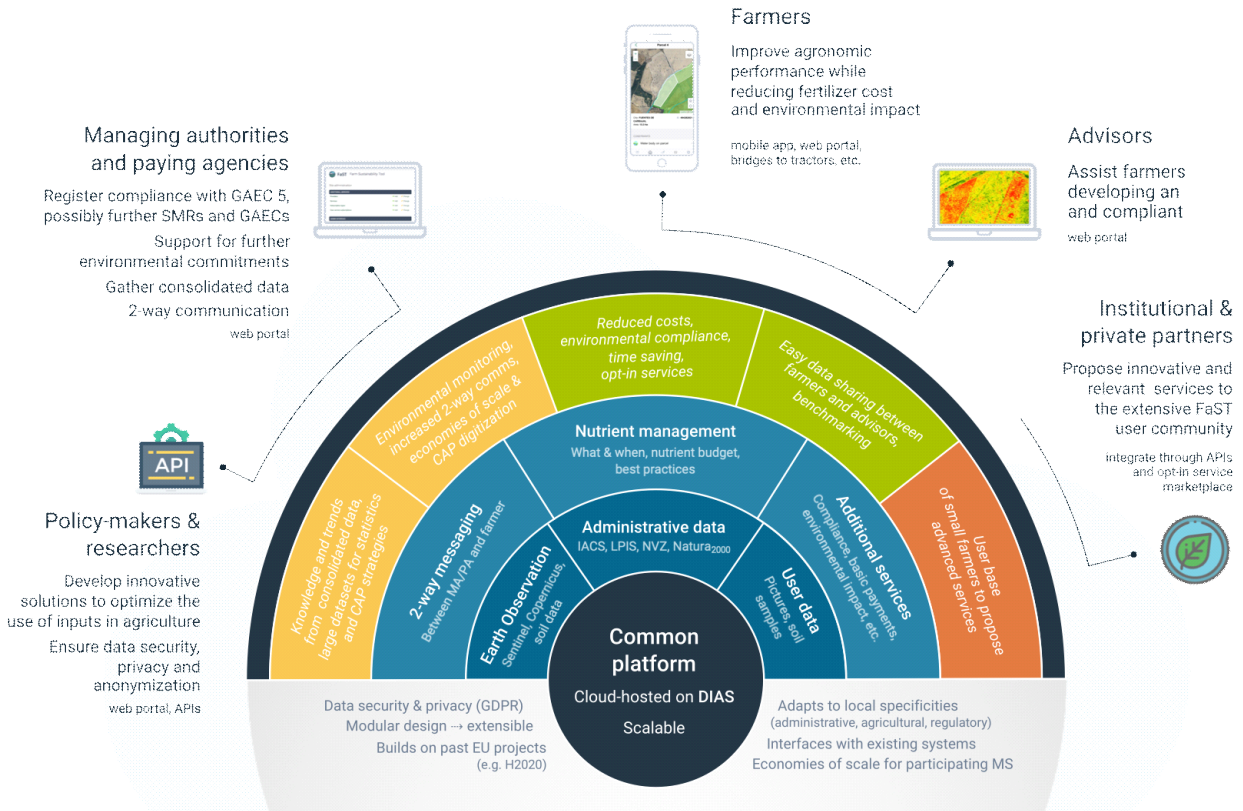 Farmers
Improve agronomic
performance while
reducing fertilizer cost
and environmental impact
mobile app, web portal,
bridges to tractors, etc.
Managing authorities
and paying agencies
Register compliance with GAEC 5,
possibly further SMRs and GAECs
Support for further
environmental commitments
Gather consolidated data
2-way communication
web portal
FaST
Advisors
Assist farmers
developing an
and compliant
web portal
Institutional &
private partners
Propose innovative and
relevant services to
the extensive FaST
user community
integrate through APIs
and opt-in service
marketplace
API
Policy-makers &
researchers
Develop innovative
solutions to optimize the
use of inputs in agriculture
Ensure data security,
privacy and
anonymization
web portal, APIs
Knowledge and trends
from consolidated data,
large datasets for statistics
and CAP strategies
Environmental monitoring,
increased 2-way comms,
economies of scale &
CAP digitization
Reduced costs,
environmental compliance,
time saving,
opt-in services
Easy data sharing between
farmers and advisors,
benchmarking
User base
of small farmers to propose
advanced services
2-way messaging
Between MA/PA and farmer
Nutrient management
What & when, nutrient budget,
best practices
Additional services
Compliance, basic payments,
environmental impact, etc.
Earth Observation
Sentinel, Copernicus,
soil data
Administrative data
IACS, LPIS, NVZ, Natura2000
User data
Pictures, soil
samples
Common
platform
Cloud-hosted on DIAS
Scalable
Data security & privacy (GDPR)
Modular design → extensible
Builds on past EU projects
(e.g. H2020)
Adapts to local specificities
(administrative, agricultural, regulatory)
Interfaces with existing systems
Economies of scale for participating MS